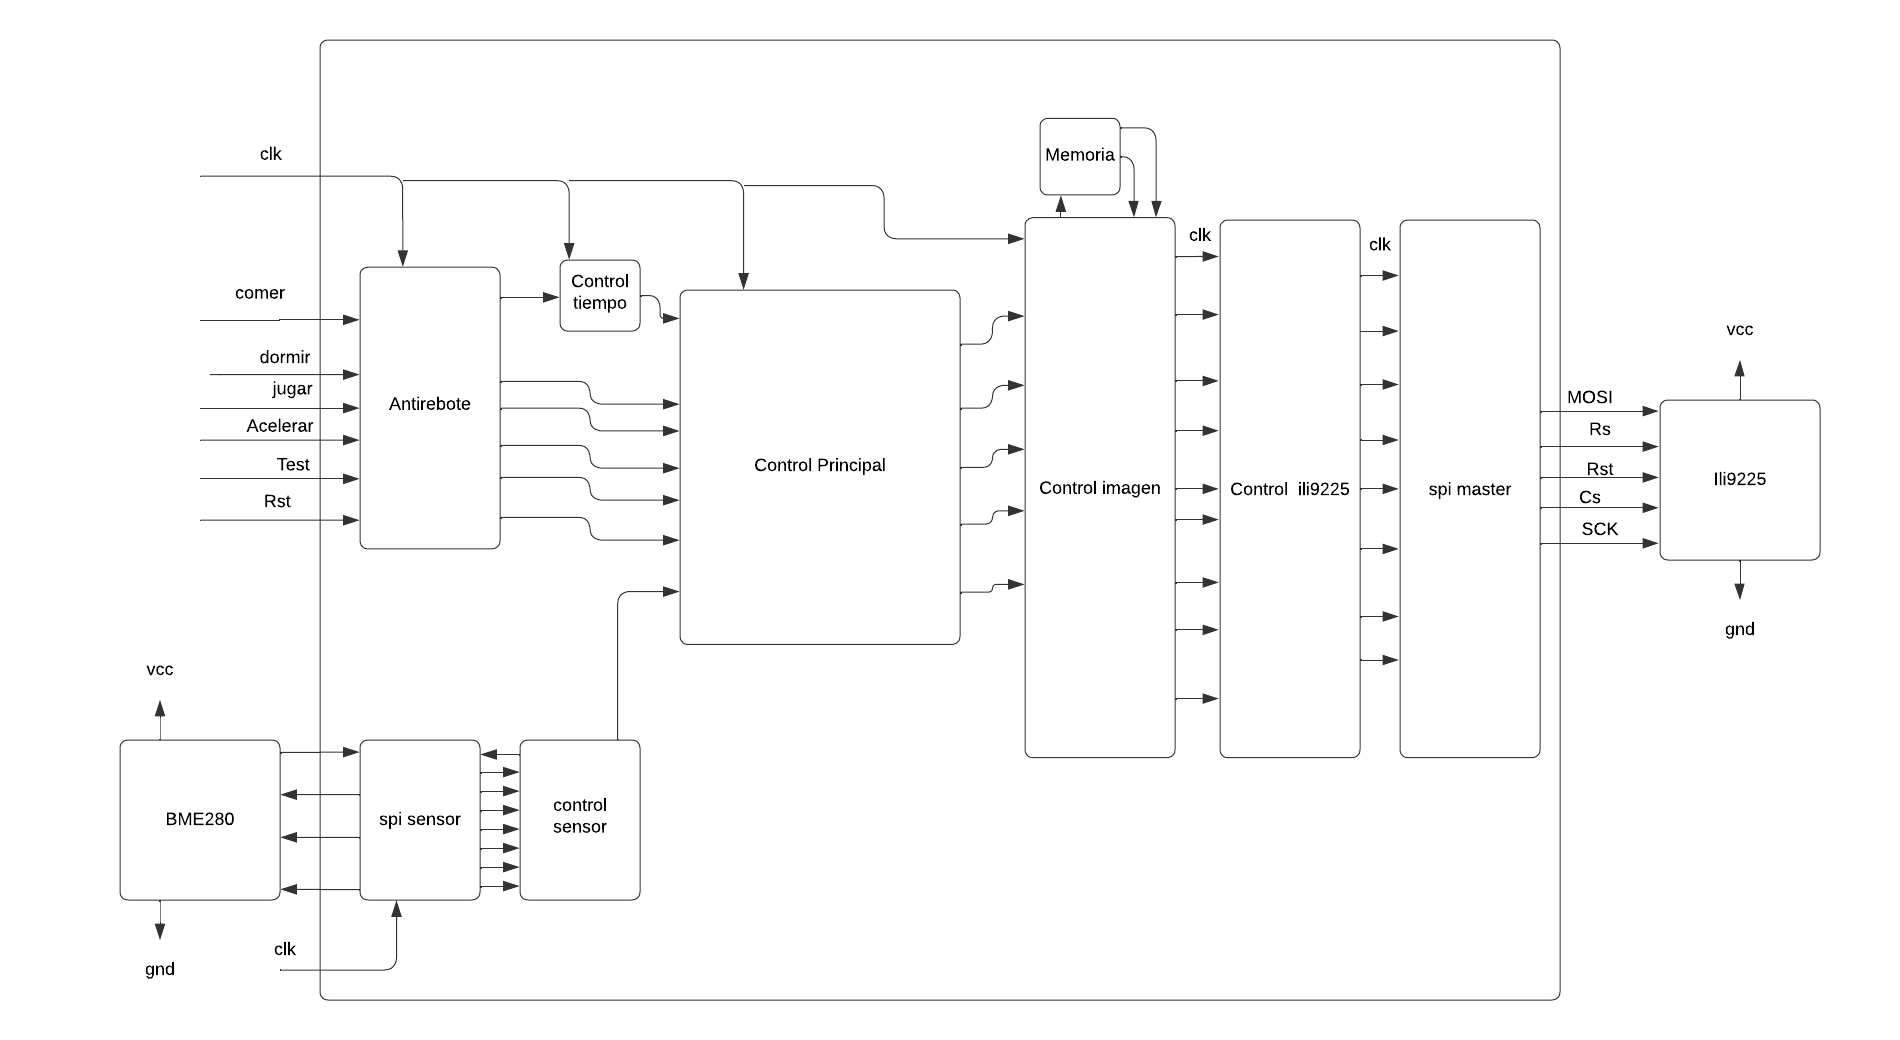 clk
Memoria
clk
clk
Control
tiempo
comer
vcc
dormir
jugar
Antirebote
MOSI
Acelerar
Rs
Test
Control Principal
Rst
Ili9225
Control imagen
Control ili9225
spi master
Cs
Rst
SCK
gnd
vcc
BME280
spi sensor
control
sensor
clk
gnd